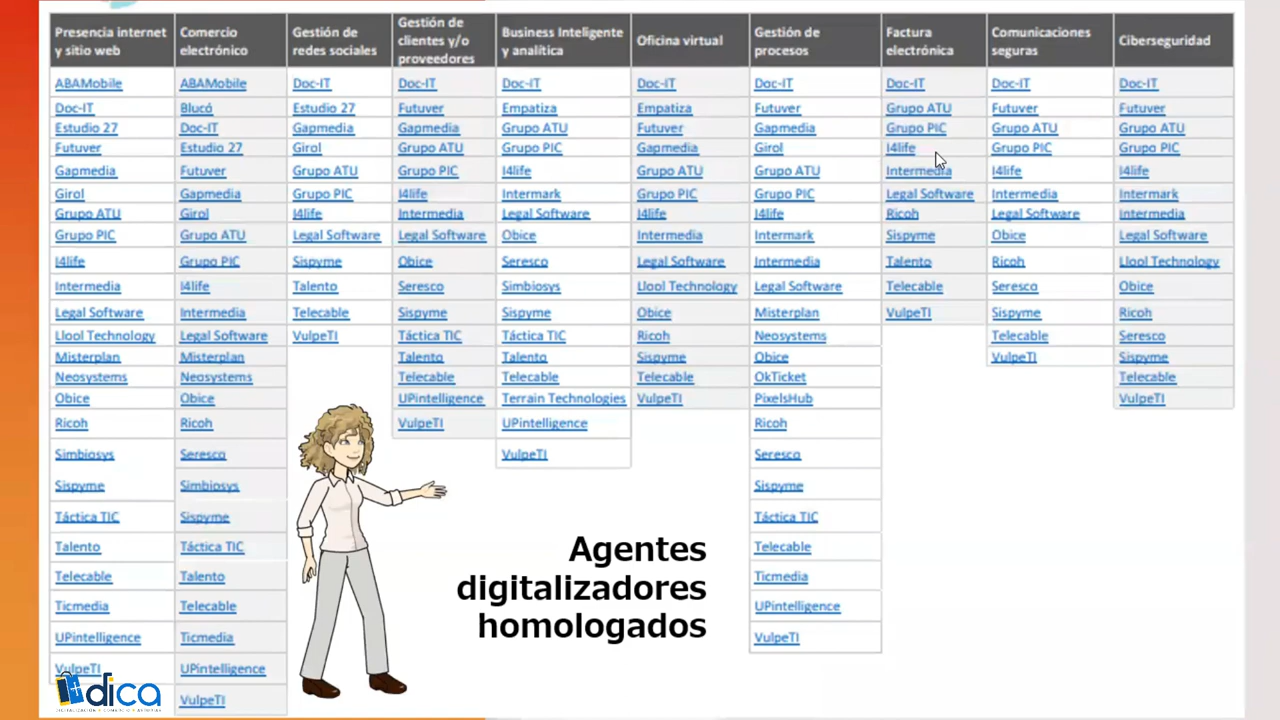 Presencia internet y sitio web
ABAMobile
Doc-IT
Estudio 27
Futuver
Gapmedia
Girol
Grupo ATU
Grupo PIC
I4life
Intermedia
Legal Software
Llool Technology
Misterplan
Neosystems
Obice
Ricoh
Simbiosys
Sispyme
Táctica TIC
Talento
Telecable
Ticmedia
UPintelligence
VulpeTI
Comercio electrónico
ABAMobile
Blucó
Doc-IT
Estudio 27
Futuver
Gapmedia
Girol
Grupo ATU
Grupo PIC
I4life
Intermedia
Legal Software
Misterplan
Neosystems
Obice
Ricoh
Seresco
Simbiosys
Sispyme
Táctica TIC
Talento
Telecable
Ticmedia
UPintelligence
VulpeTI
Gestión de redes sociales
Doc-IT
Estudio 27
Gapmedia
Girol
Grupo ATU
Grupo PIC
I4life
Legal Software
Sispyme
Talento
Telecable
VulpeTI
Gestión de clientes y/o proveedores
Doc-IT
Futuver
Gapmedia
Grupo ATU
Grupo PIC
I4life
Intermedia
Legal Software
Obice
Seresco
Sispyme
Táctica TIC
Talento
Telecable
UPintelligence
VulpeTI
Business Inteligente y analítica
Doc-IT
Empatiza
Grupo ATU
Grupo PIC
I4life
Intermark
Legal Software
Obice
Seresco
Simbiosys
Sispyme
Táctica TIC
Talento
Telecable
Terrain Technologies
UPintelligence
VulpeTI
Oficina virtual
Doc-IT
Empatiza
Futuver
Gapmedia
Grupo ATU
Grupo PIC
I4life
Intermedia
Legal Software
Llool Technology
Obice
Ricoh
Sispyme
Telecable
VulpeTI
Gestión de procesos
Doc-IT
Futuver
Gapmedia
Girol
Grupo ATU
Grupo PIC
I4life
Intermark
Intermedia
Legal Software
Misterplan
Neosystems
Obice
OkTicket
PixelsHub
Ricoh
Seresco
Sispyme
Táctica TIC
Telecable
Ticmedia
UPintelligence
VulpeTI
Factura electrónica
Doc-IT
Grupo ATU
Grupo PIC
I4life
Intermedia
Legal Software
Ricoh
Sispyme
Talento
Telecable
VulpeTI
Comunicaciones seguras
Doc-IT
Futuver
Grupo ATU
Grupo PIC
I4life
Intermedia
Legal Software
Obice
Ricoh
Seresco
Sispyme
Telecable
VulpeTI
Ciberseguridad
Doc-IT
Futuver
Grupo ATU
Grupo PIC
I4life
Intermark
Intermedia
Legal Software
Llool Technology
Obice
Ricoh
Seresco
Sispyme
Telecable
VulpeTI
Agentes
digitalizadores
homologados
dica